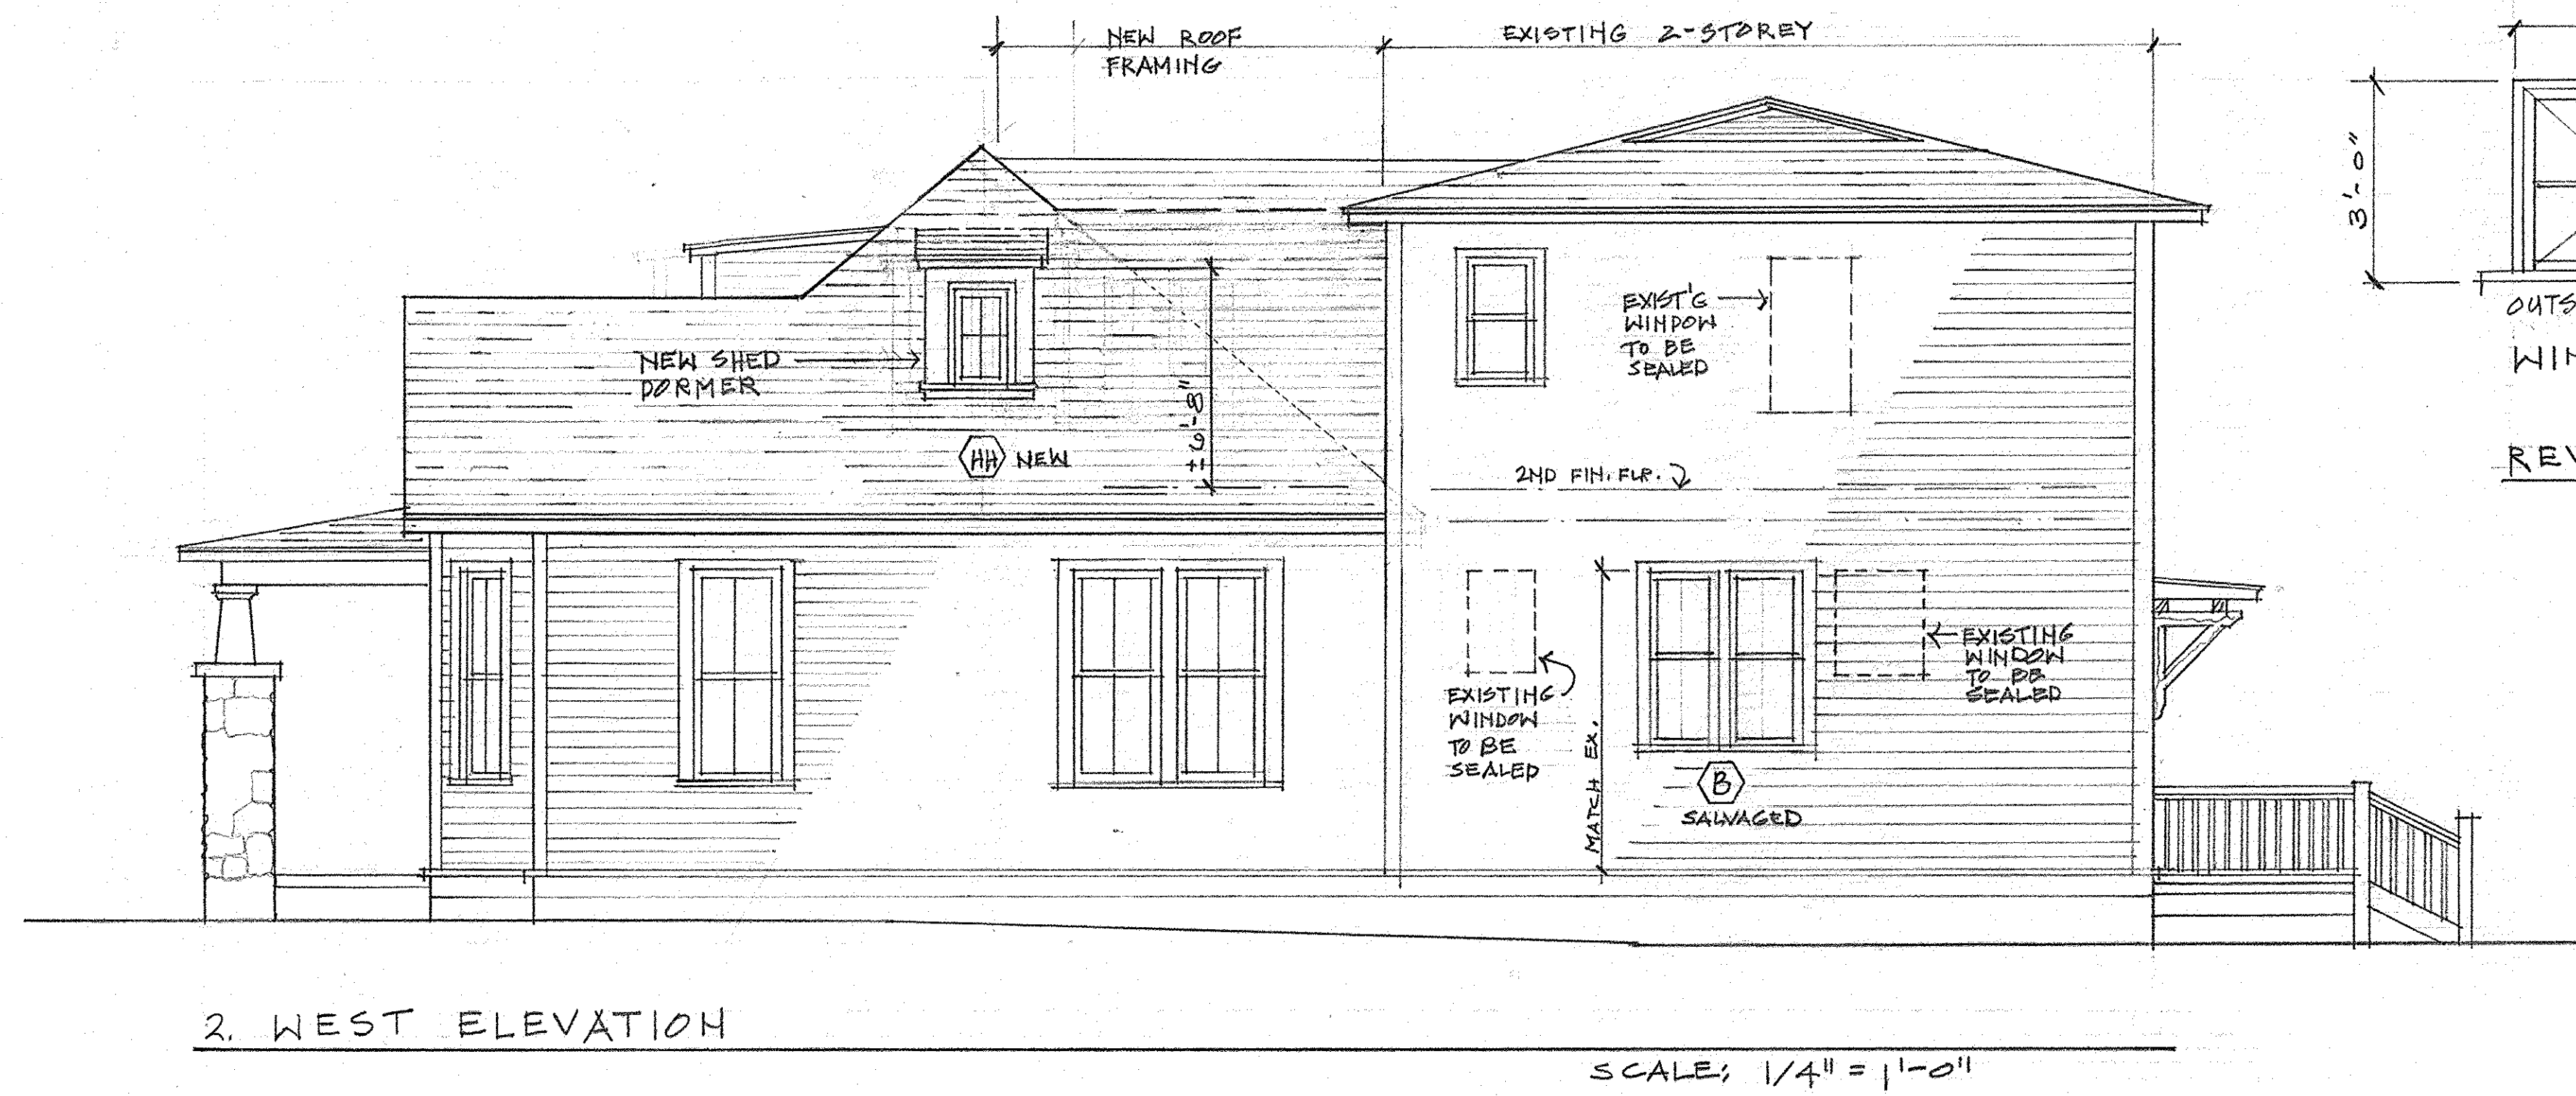 NEW ROOF
FRAMING
EXISTING 2-STOREY
3'-0"
EXIST'G
WINDOW
TO BE
SEALED
NEW SHED
DORMER
±6'-8"
HH NEW
2ND FIN. FLR.
EXISTING
WINDOW
TO BE
SEALED
EXISTING
WINDOW
TO BE
SEALED
MATCH EX.
B
SALVAGED
2. WEST ELEVATION
SCALE: 1/4" = 1'-0"